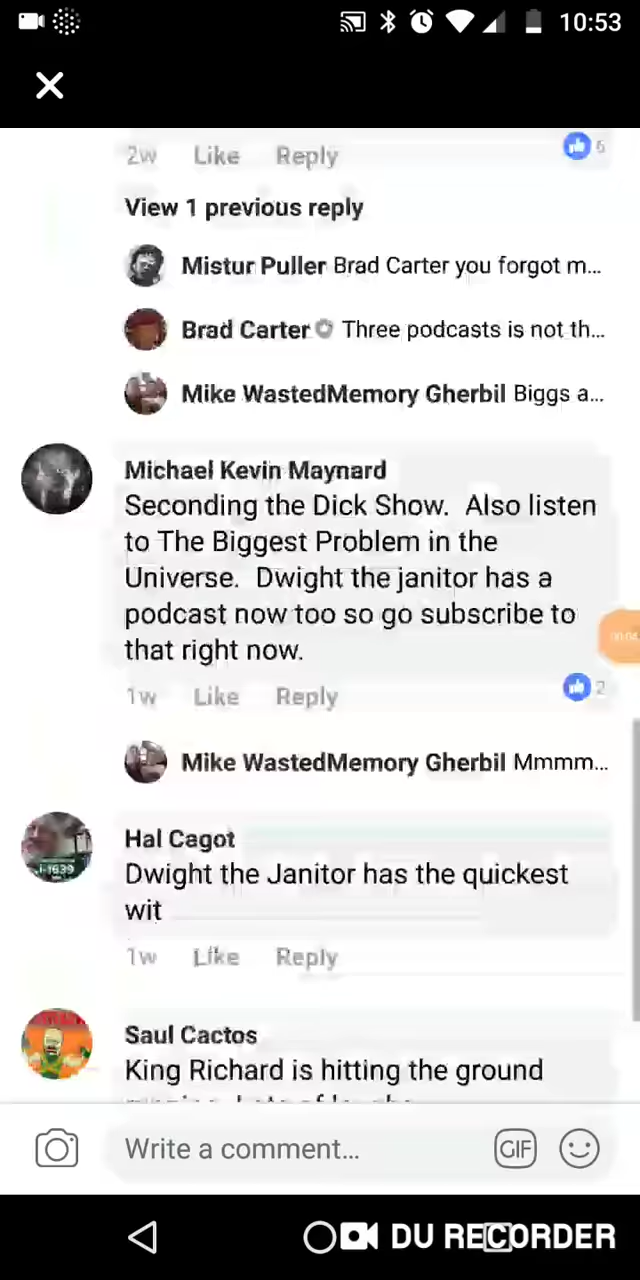 10:53
2w Like Reply 6
View 1 previous reply
Mistur Puller Brad Carter you forgot m...
Brad Carter Three podcasts is not th...
Mike WastedMemory Gherbil Biggs a...
Michael Kevin Maynard
Seconding the Dick Show. Also listen
to The Biggest Problem in the
Universe. Dwight the janitor has a
podcast now too so go subscribe to
that right now.
1w Like Reply 2
Mike WastedMemory Gherbil Mmmm...
Hal Cagot
Dwight the Janitor has the quickest
wit
1w Like Reply
Saul Cactos
King Richard is hitting the ground
Write a comment... GIF
DU RECORDER